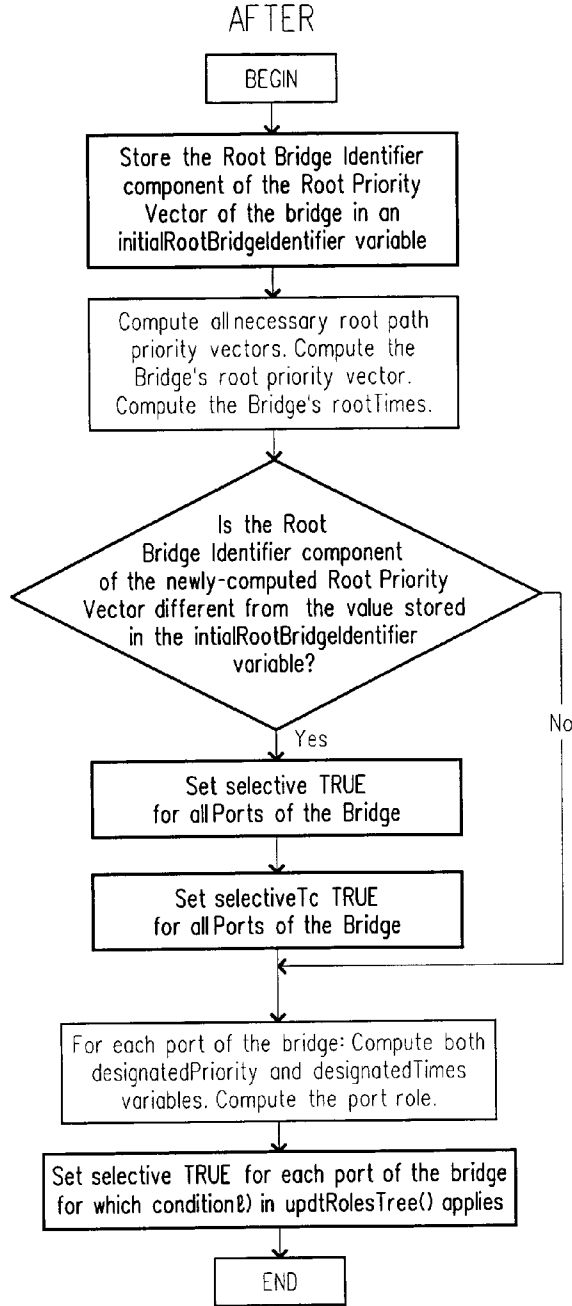 AFTER
BEGIN
Store the Root Bridge Identifier
component of the Root Priority
Vector of the bridge in an
initialRootBridgeIdentifier variable
Compute all necessary root path
priority vectors. Compute the
Bridge's root priority vector.
Compute the Bridge's rootTimes.
Is the Root
Bridge Identifier component
of the newly-computed Root Priority
Vector different from the value stored
in the intialRootBridgeIdentifier
variable?
No
Yes
Set selective TRUE
for all Ports of the Bridge
Set selectiveTc TRUE
for all Ports of the Bridge
For each port of the bridge: Compute both
designatedPriority and designatedTimes
variables. Compute the port role.
Set selective TRUE for each port of the bridge
for which condition ℓ) in updtRolesTree() applies
END